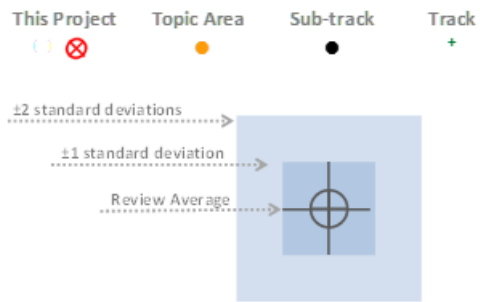 This Project Topic Area Sub-track Track
±2 standard deviations
±1 standard deviation
Review Average